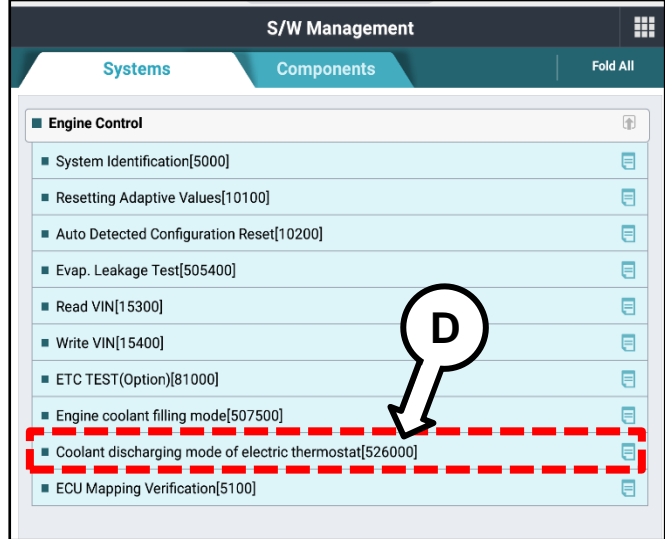 S/W Management
Systems
Components
Fold All
Engine Control
System Identification[5000]
Resetting Adaptive Values[10100]
Auto Detected Configuration Reset[10200]
Evap. Leakage Test[505400]
Read VIN[15300]
Write VIN[15400]
D
ETC TEST(Option)[81000]
Engine coolant filling mode[507500]
Coolant discharging mode of electric thermostat[526000]
ECU Mapping Verification[5100]